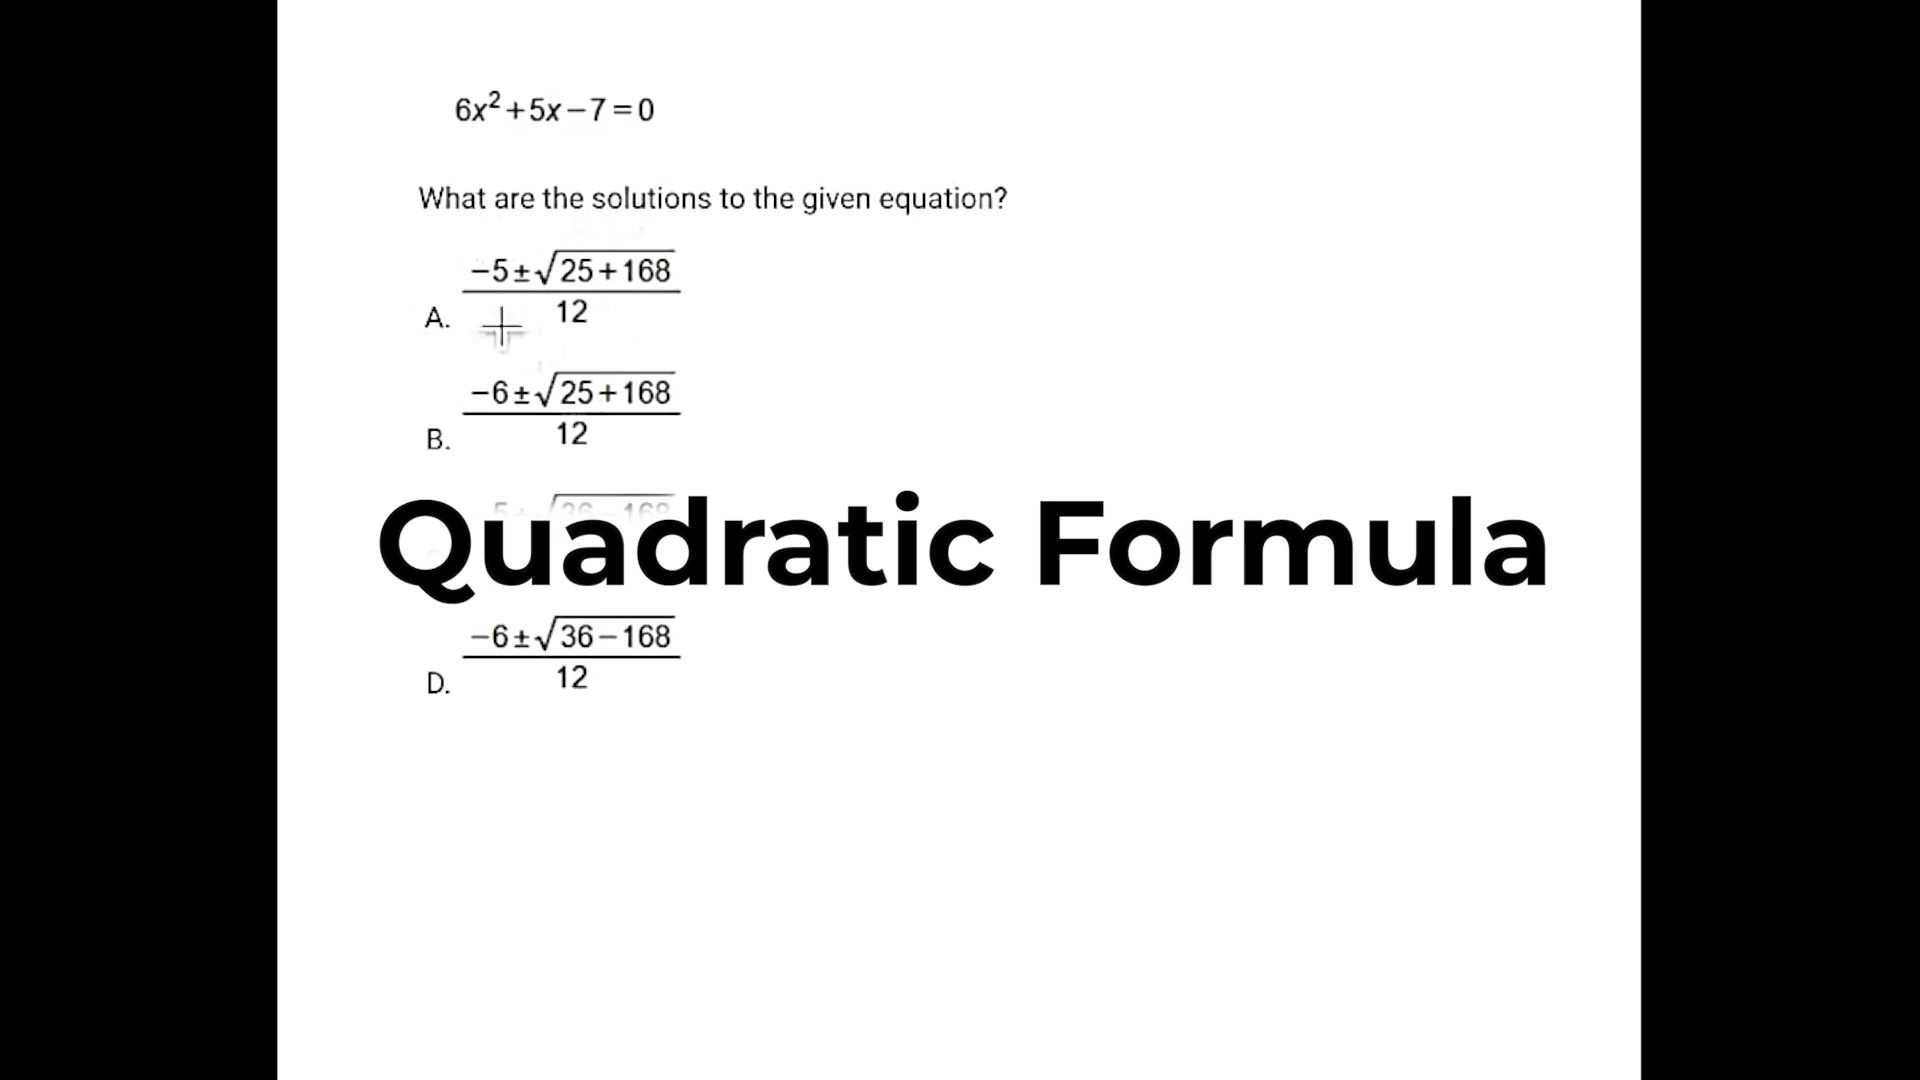 6x²+5x−7=0
What are the solutions to the given equation?
A. −5±√25+168
12
B. −6±√25+168
12
Quadratic Formula
D. −6±√36−168
12